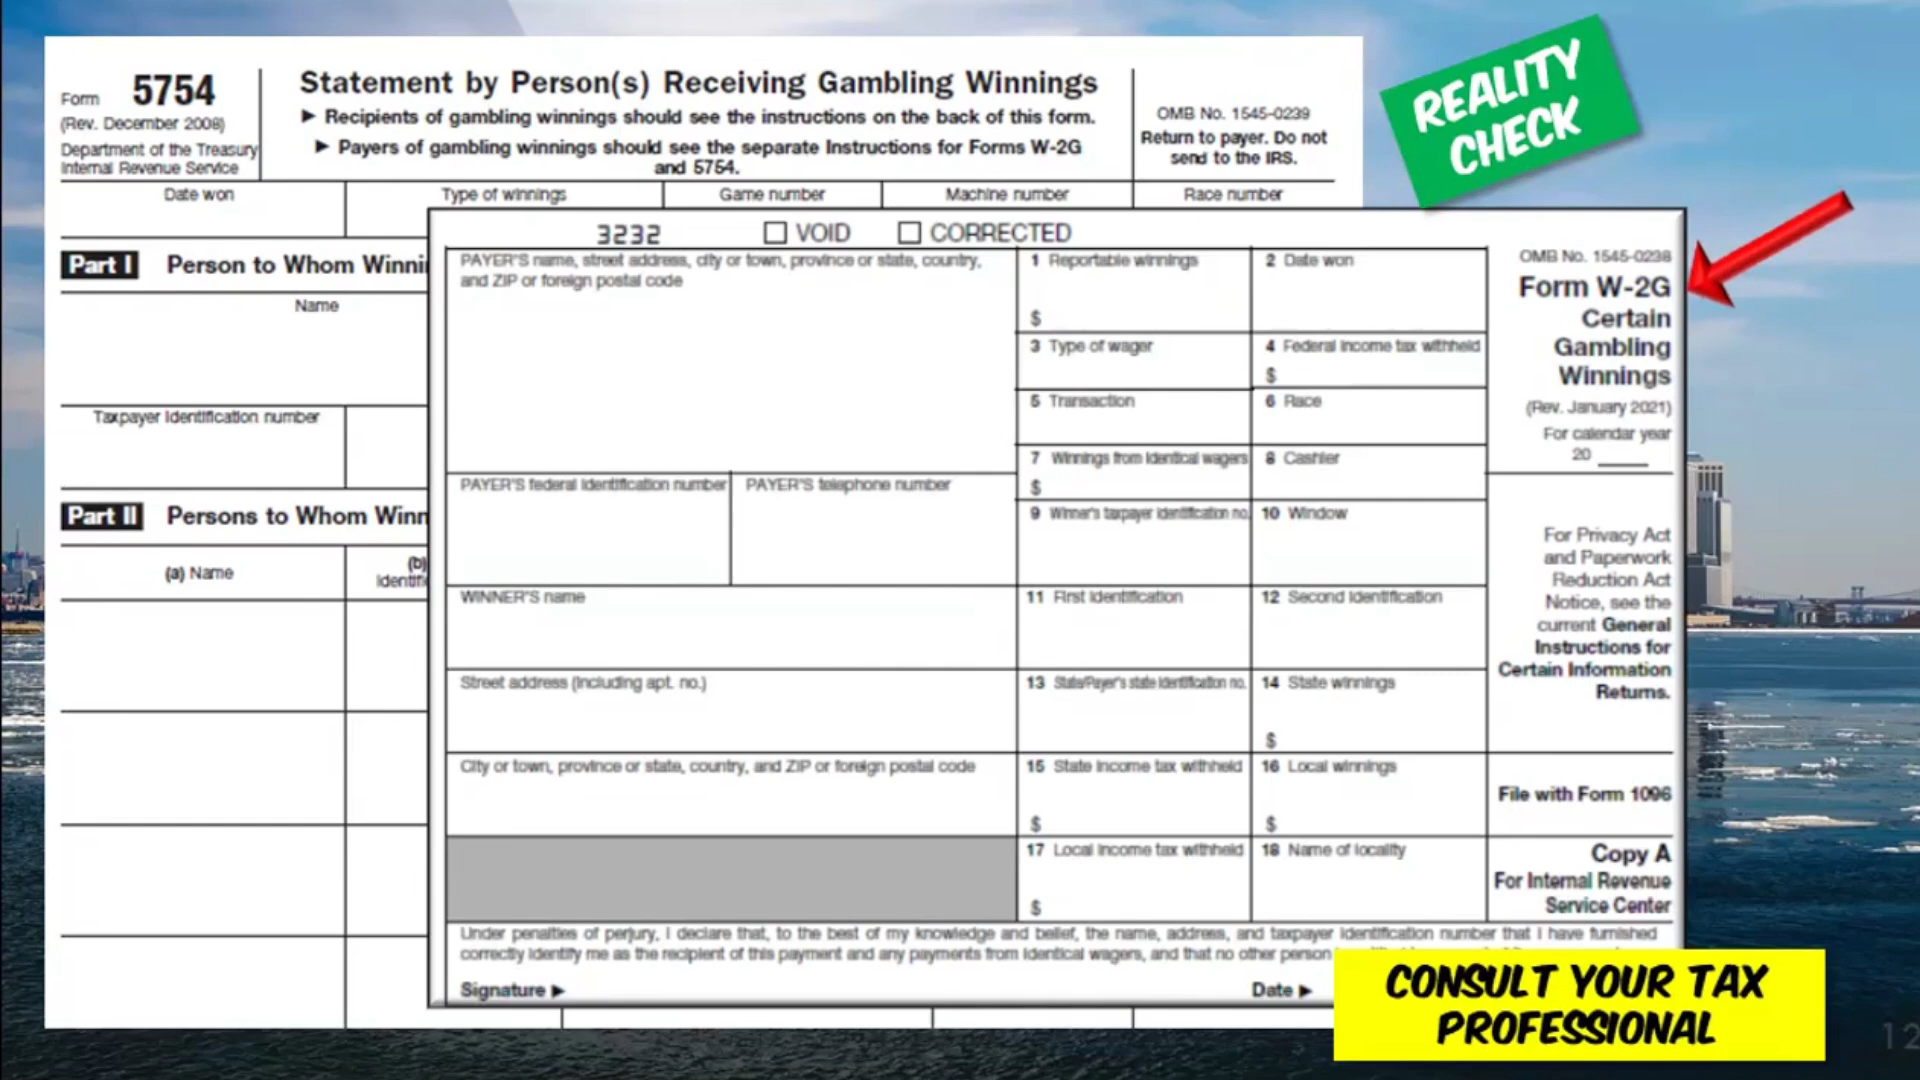 Form 5754
(Rev. December 2008)
Department of the Treasury
Internal Revenue Service
Statement by Person(s) Receiving Gambling Winnings
► Recipients of gambling winnings should see the instructions on the back of this form.
► Payers of gambling winnings should see the separate Instructions for Forms W-2G
and 5754.
OMB No. 1545-0239
Return to payer. Do not
send to the IRS.
REALITY
CHECK
Date won
Type of winnings
Game number
Machine number
Race number
Part I Person to Whom Winni
Name
Taxpayer identification number
Part II Persons to Whom Winn
(a) Name
(b)
Identifi
3232
VOID
CORRECTED
PAYER'S name, street address, city or town, province or state, country,
and ZIP or foreign postal code
1 Reportable winnings
$
2 Date won
3 Type of wager
4 Federal income tax withheld
$
5 Transaction
6 Race
7 Winnings from identical wagers
$
8 Cashier
PAYER'S federal identification number
PAYER'S telephone number
9 Winner's taxpayer identification no.
10 Window
WINNER'S name
11 First identification
12 Second identification
Street address (including apt. no.)
13 State/Payer's state identification no.
14 State winnings
$
City or town, province or state, country, and ZIP or foreign postal code
15 State income tax withheld
$
16 Local winnings
$
17 Local income tax withheld
$
18 Name of locality
OMB No. 1545-0238
Form W-2G
Certain
Gambling
Winnings
(Rev. January 2021)
For calendar year
20
For Privacy Act
and Paperwork
Reduction Act
Notice, see the
current General
Instructions for
Certain Information
Returns.
File with Form 1096
Copy A
For Internal Revenue
Service Center
Under penalties of perjury, I declare that, to the best of my knowledge and belief, the name, address, and taxpayer identification number that I have furnished
correctly identify me as the recipient of this payment and any payments from identical wagers, and that no other person
Signature ►
Date ►
CONSULT YOUR TAX
PROFESSIONAL
12